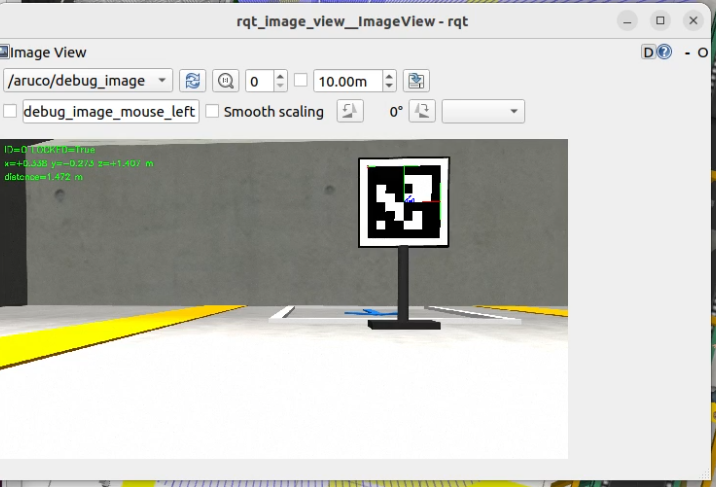 rqt_image_view__ImageView - rqt
Image View
D ? - O
/aruco/debug_image 0 10.00m
debug_image_mouse_left Smooth scaling 0°
ID=0 LOCKED=True
x=+0.338 y=-0.273 z=+1.407 m
distance=1.472 m